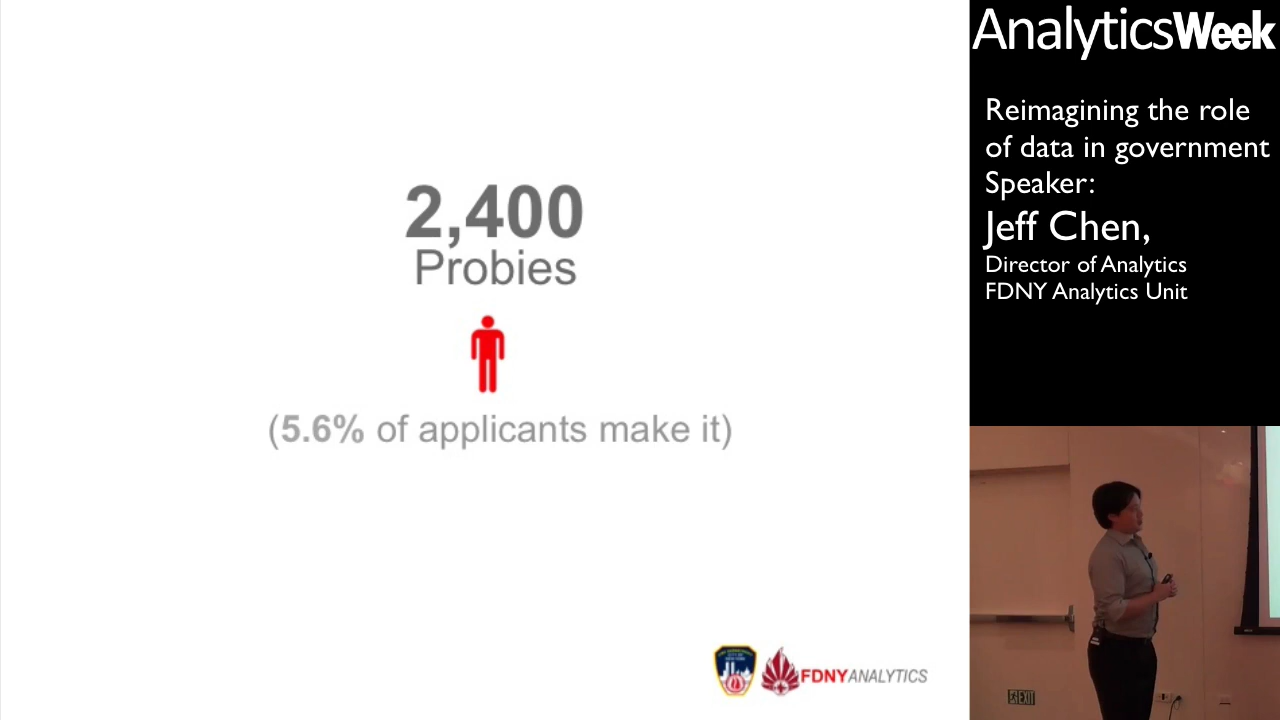 2,400
Probies
(5.6% of applicants make it)
FDNYANALYTICS
AnalyticsWeek
Reimagining the role
of data in government
Speaker:
Jeff Chen,
Director of Analytics
FDNY Analytics Unit
EXIT